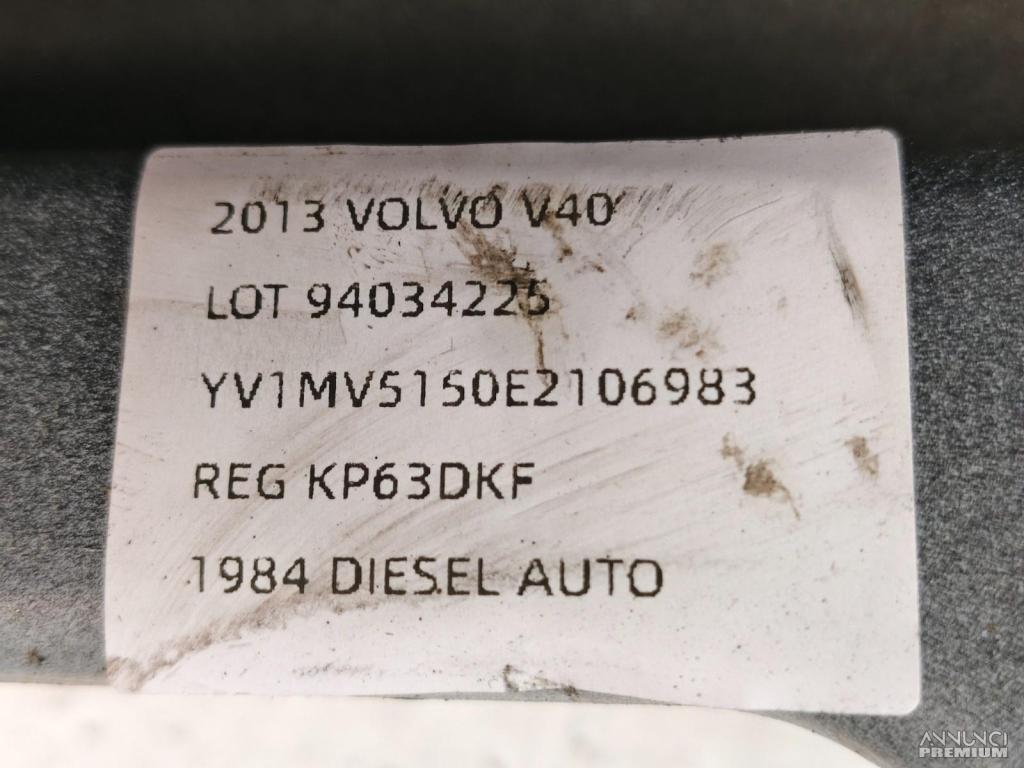 2013 VOLVO V40
LOT 94034225
YV1MV5150E2106983
REG KP63DKF
1984 DIESEL AUTO
ANNUNCI
PREMIUM